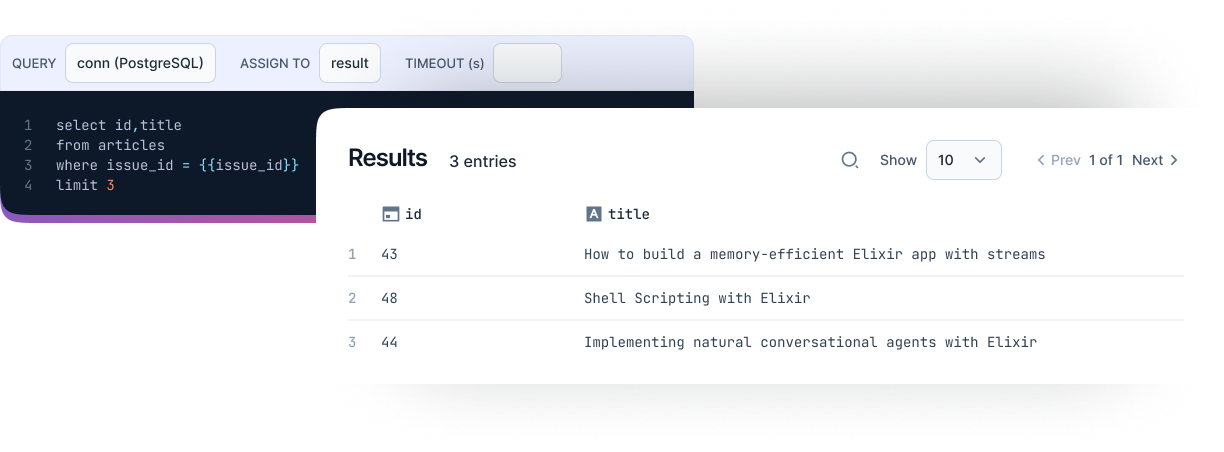 QUERY conn (PostgreSQL) ASSIGN TO result TIMEOUT (s)
1 select id,title
2 from articles
3 where issue_id = {{issue_id}}
4 limit 3
Results 3 entries Show 10 Prev 1 of 1 Next
id title
1 43 How to build a memory-efficient Elixir app with streams
2 48 Shell Scripting with Elixir
3 44 Implementing natural conversational agents with Elixir